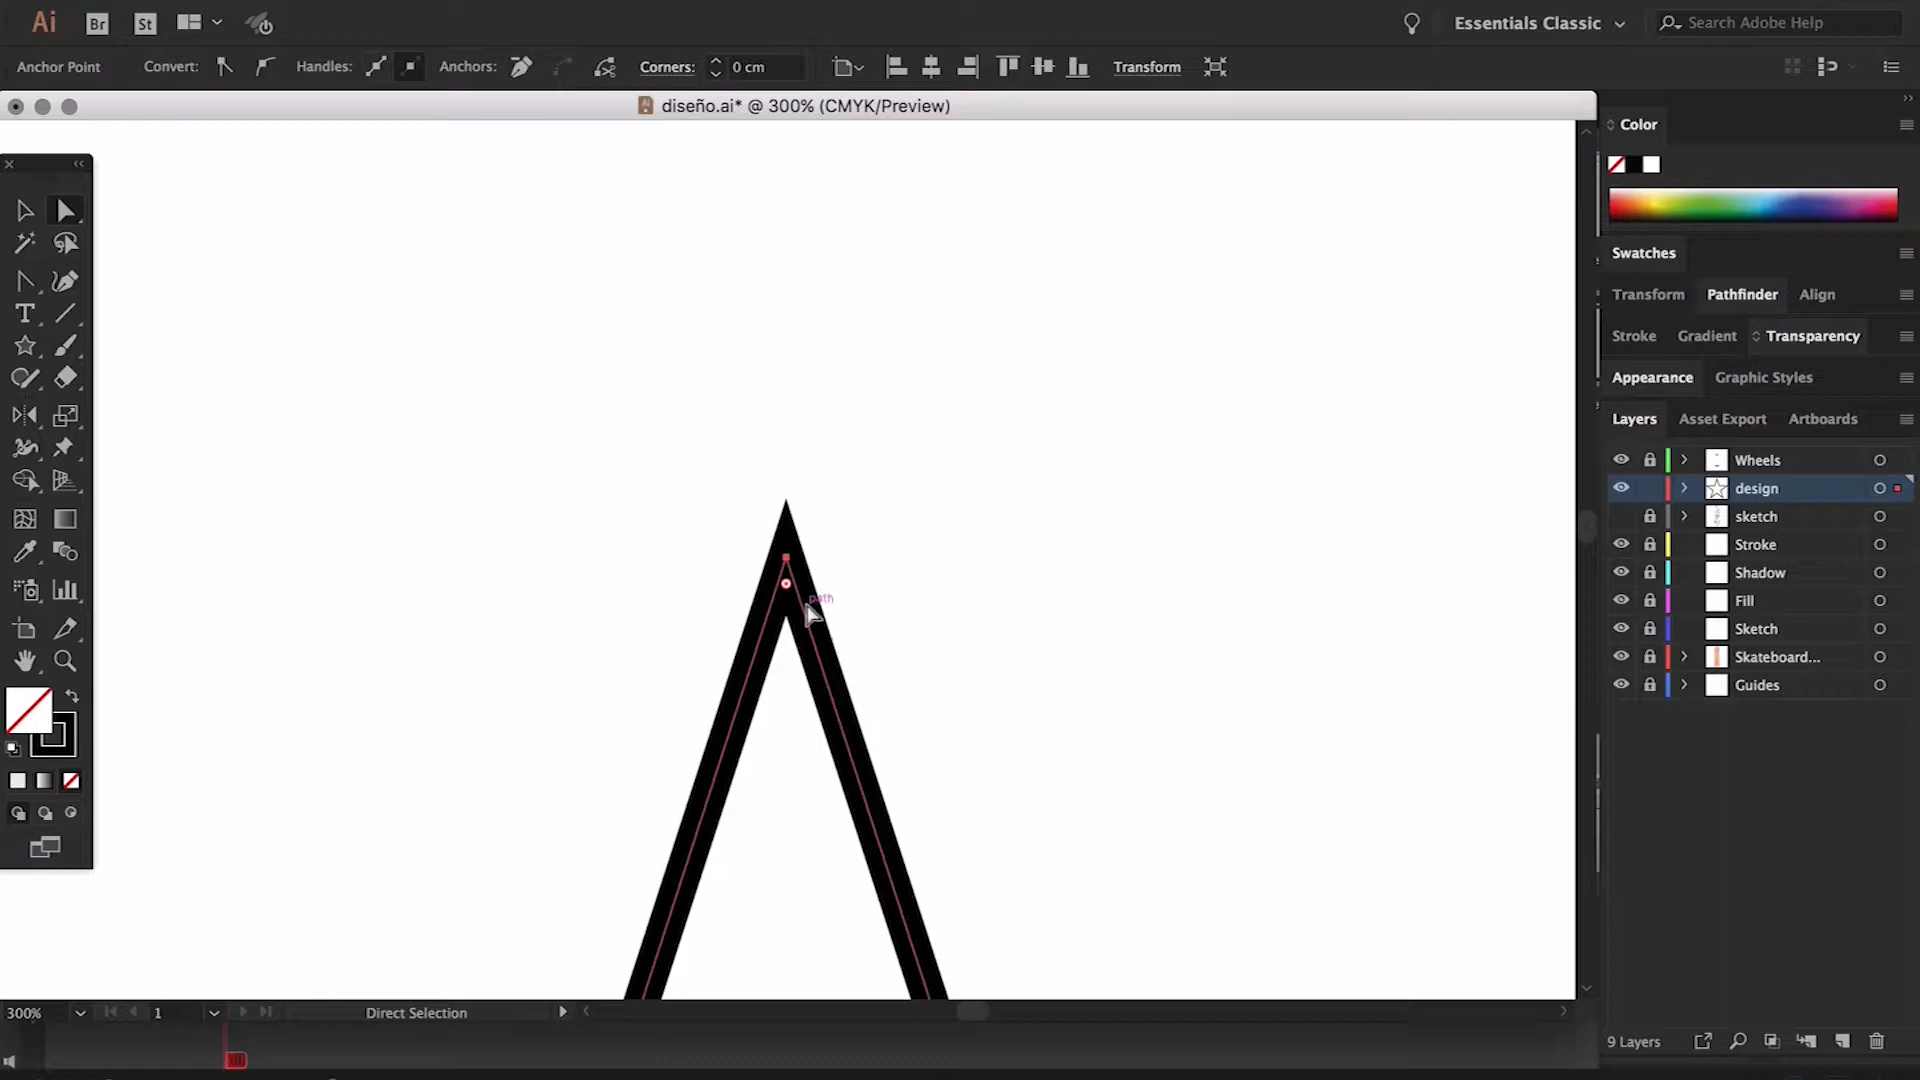 Ai Br St Essentials Classic Search Adobe Help
Anchor Point Convert: Handles: Anchors: Corners: 0 cm Transform
diseño.ai* @ 300% (CMYK/Preview)
Color
Swatches
Transform Pathfinder Align
Stroke Gradient Transparency
Appearance Graphic Styles
Layers Asset Export Artboards
Wheels
design
sketch
Stroke
Shadow
Fill
Sketch
Skateboard...
Guides
path
300% 1 Direct Selection
9 Layers